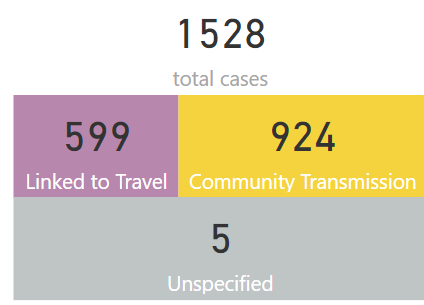 1528
total cases
599 924
Linked to Travel Community Transmission
5
Unspecified